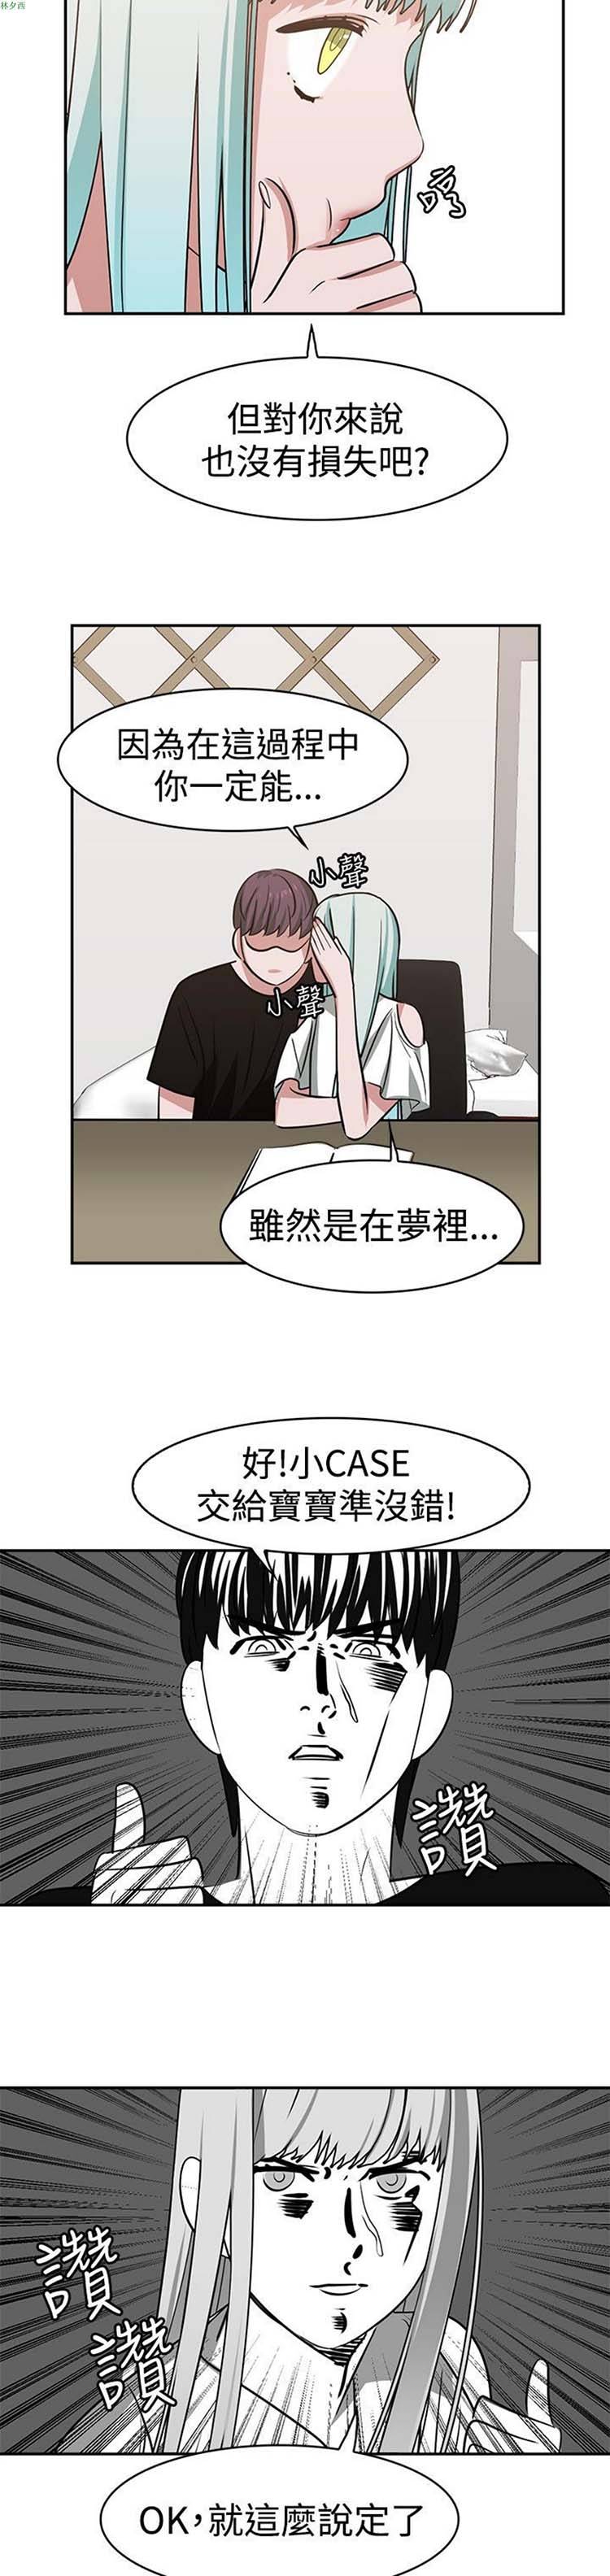 林夕西
哼
但對你來說
也沒有損失吧?
因為在這過程中
你一定能...
小聲
小聲
雖然是在夢裡...
好!小CASE
交給寶寶準沒錯!
讚
讚
讚
OK,就這麼說定了